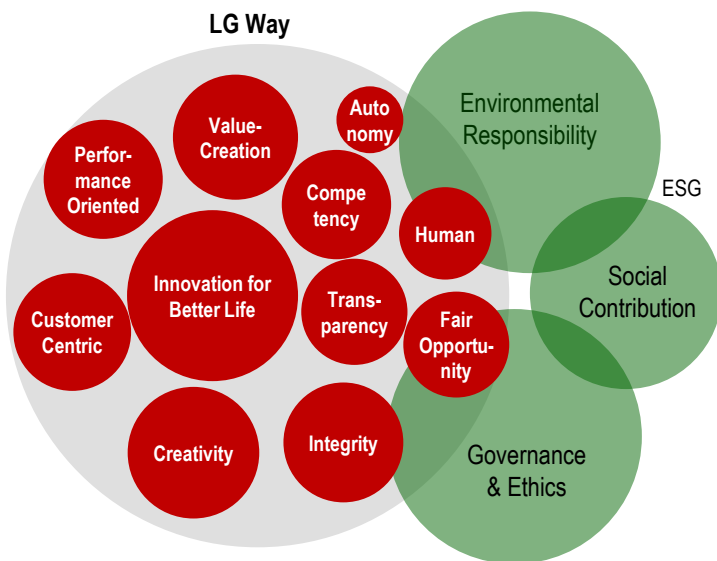 LG Way
Auto
nomy
Value-
Creation
Environmental
Responsibility
Perfor-
mance
Oriented
Compe
tency
ESG
Human
Innovation for
Better Life
Trans-
parency
Social
Contribution
Customer
Centric
Fair
Opportu-
nity
Creativity
Integrity
Governance
& Ethics